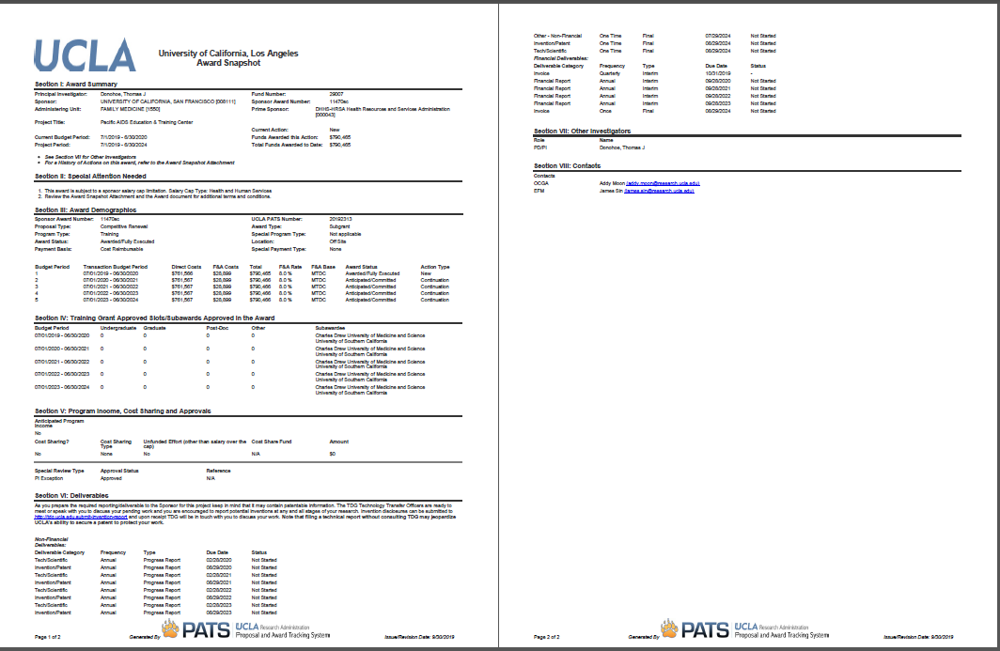 UCLA
University of California, Los Angeles
Award Snapshot
Section I: Award Summary
Principal Investigator: Donohoe, Thomas J Fund Number: 29007
Sponsor: UNIVERSITY OF CALIFORNIA, SAN FRANCISCO [008111] Sponsor Award Number: 11470sc
Administering Unit: FAMILY MEDICINE [1550] Prime Sponsor: DHHS-HRSA Health Resources and Services Administration
[000043]
Project Title: Pacific AIDS Education & Training Center
Current Action: New
Current Budget Period: 7/1/2019 - 6/30/2020 Funds Awarded this Action: $790,465
Project Period: 7/1/2019 - 6/30/2024 Total Funds Awarded to Date: $790,465
• See Section VII for Other Investigators
• For a History of Actions on this award, refer to the Award Snapshot Attachment
Section II: Special Attention Needed
1. This award is subject to a sponsor salary cap limitation. Salary Cap Type: Health and Human Services
2. Review the Award Snapshot Attachment and the Award document for additional terms and conditions.
Section III: Award Demographics
Sponsor Award Number: 11470sc UCLA PATS Number: 20192313
Proposal Type: Competitive Renewal Award Type: Subgrant
Program Type: Training Special Program Type: Not applicable
Award Status: Awarded/Fully Executed Location: Off Site
Payment Basis: Cost Reimbursable Special Payment Type: None
Budget Period Transaction Budget Period Direct Costs F&A Costs Total F&A Rate F&A Base Award Status Action Type
1 07/01/2019 - 06/30/2020 $761,566 $28,899 $790,465 8.0 % MTDC Awarded/Fully Executed New
2 07/01/2020 - 06/30/2021 $761,567 $28,899 $790,466 8.0 % MTDC Anticipated/Committed Continuation
3 07/01/2021 - 06/30/2022 $761,567 $28,899 $790,466 8.0 % MTDC Anticipated/Committed Continuation
4 07/01/2022 - 06/30/2023 $761,567 $28,899 $790,466 8.0 % MTDC Anticipated/Committed Continuation
5 07/01/2023 - 06/30/2024 $761,567 $28,899 $790,466 8.0 % MTDC Anticipated/Committed Continuation
Section IV: Training Grant Approved Slots/Subawards Approved in the Award
Budget Period Undergraduate Graduate Post-Doc Other Subawardee
07/01/2019 - 06/30/2020 0 0 0 0 Charles Drew University of Medicine and Science
University of Southern California
07/01/2020 - 06/30/2021 0 0 0 0 Charles Drew University of Medicine and Science
University of Southern California
07/01/2021 - 06/30/2022 0 0 0 0 Charles Drew University of Medicine and Science
University of Southern California
07/01/2022 - 06/30/2023 0 0 0 0 Charles Drew University of Medicine and Science
University of Southern California
07/01/2023 - 06/30/2024 0 0 0 0 Charles Drew University of Medicine and Science
University of Southern California
Section V: Program Income, Cost Sharing and Approvals
Anticipated Program
Income
No
Cost Sharing? Cost Sharing Unfunded Effort (other than salary over the Cost Share Fund Amount
Type cap)
No None No N/A $0
Special Review Type Approval Status Reference
PI Exception Approved N/A
Section VI: Deliverables
As you prepare the required reporting/deliverable to the Sponsor for this project keep in mind that it may contain patentable information. The TDG Technology Transfer Officers are ready to
meet or speak with you to discuss your pending work and you are encouraged to report potential inventions at any and all stages of your research. Invention disclosures can be submitted to
http://tdg.ucla.edu.submit-invention-report and upon receipt TDG will be in touch with you to discuss your work. Note that filing a technical report without consulting TDG may jeopardize
UCLA's ability to secure a patent to protect your work.
Non-Financial
Deliverables:
Deliverable Category Frequency Type Due Date Status
Tech/Scientific Annual Progress Report 02/28/2020 Not Started
Invention/Patent Annual Progress Report 08/29/2020 Not Started
Tech/Scientific Annual Progress Report 02/28/2021 Not Started
Invention/Patent Annual Progress Report 08/29/2021 Not Started
Tech/Scientific Annual Progress Report 02/28/2022 Not Started
Invention/Patent Annual Progress Report 08/29/2022 Not Started
Tech/Scientific Annual Progress Report 02/28/2023 Not Started
Invention/Patent Annual Progress Report 08/29/2023 Not Started
Page 1 of 2 Generated By PATS UCLA Research Administration
Proposal and Award Tracking System Issue/Revision Date: 9/30/2019
Other - Non-Financial One Time Final 07/29/2024 Not Started
Invention/Patent One Time Final 08/29/2024 Not Started
Tech/Scientific One Time Final 08/29/2024 Not Started
Financial Deliverables:
Deliverable Category Frequency Type Due Date Status
Invoice Quarterly Interim 10/31/2019 -
Financial Report Annual Interim 09/28/2020 Not Started
Financial Report Annual Interim 09/28/2021 Not Started
Financial Report Annual Interim 09/28/2022 Not Started
Financial Report Annual Interim 09/28/2023 Not Started
Invoice Once Final 08/29/2024 Not Started
Section VII: Other Investigators
Role Name
PD/PI Donohoe, Thomas J
Section VIII: Contacts
Contacts
OCGA Addy Moon (addy.moon@research.ucla.edu)
EFM James Sin (james.sin@research.ucla.edu)
Page 2 of 2 Generated By PATS UCLA Research Administration
Proposal and Award Tracking System Issue/Revision Date: 9/30/2019